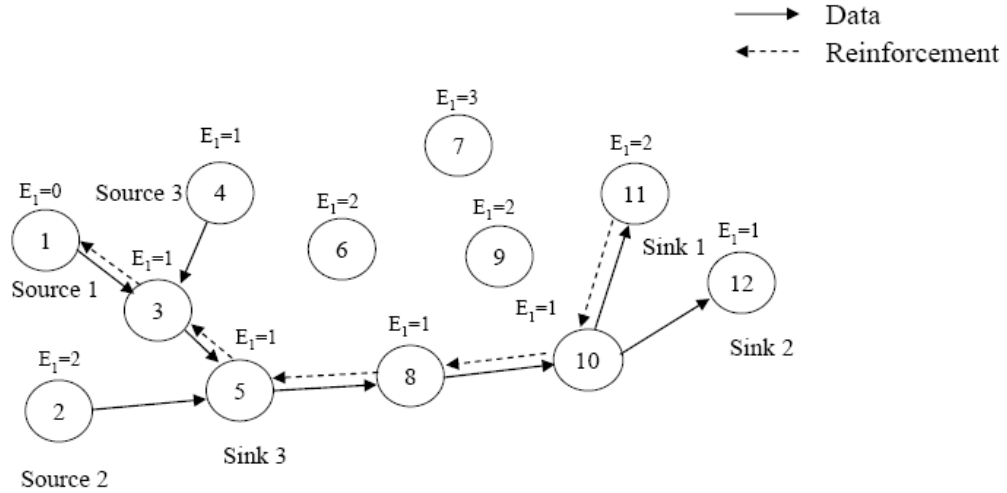 Data
Reinforcement
E1=3
7
E1=1
Source 3
4
E1=2
11
Sink 1
E1=0
1
Source 1
E1=2
6
E1=2
9
E1=1
12
Sink 2
E1=1
3
E1=1
10
E1=1
8
E1=1
5
Sink 3
E1=2
2
Source 2